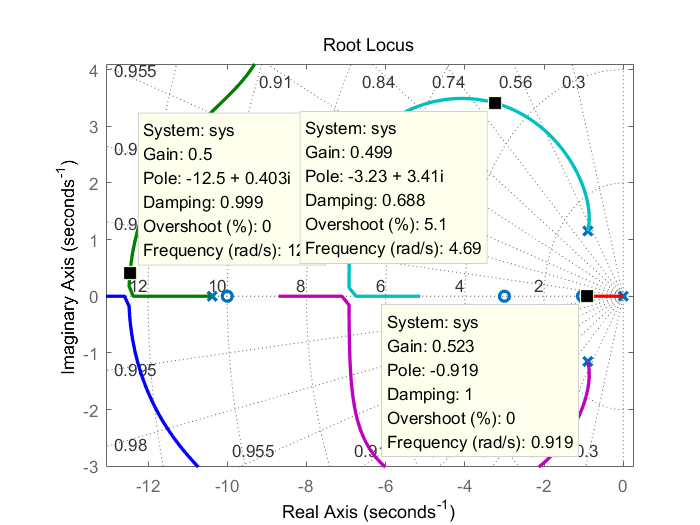 Root Locus
0.955
0.91
0.84
0.74
0.56
0.3
4
3
2
1
0
-1
-2
-3
Imaginary Axis (seconds⁻¹)
System: sys
Gain: 0.5
Pole: -12.5 + 0.403i
Damping: 0.999
Overshoot (%): 0
Frequency (rad/s): 12
System: sys
Gain: 0.499
Pole: -3.23 + 3.41i
Damping: 0.688
Overshoot (%): 5.1
Frequency (rad/s): 4.69
12
10
8
6
4
2
System: sys
Gain: 0.523
Pole: -0.919
Damping: 1
Overshoot (%): 0
Frequency (rad/s): 0.919
0.995
0.98
0.955
-12
-10
-8
-6
-4
-2
0
Real Axis (seconds⁻¹)